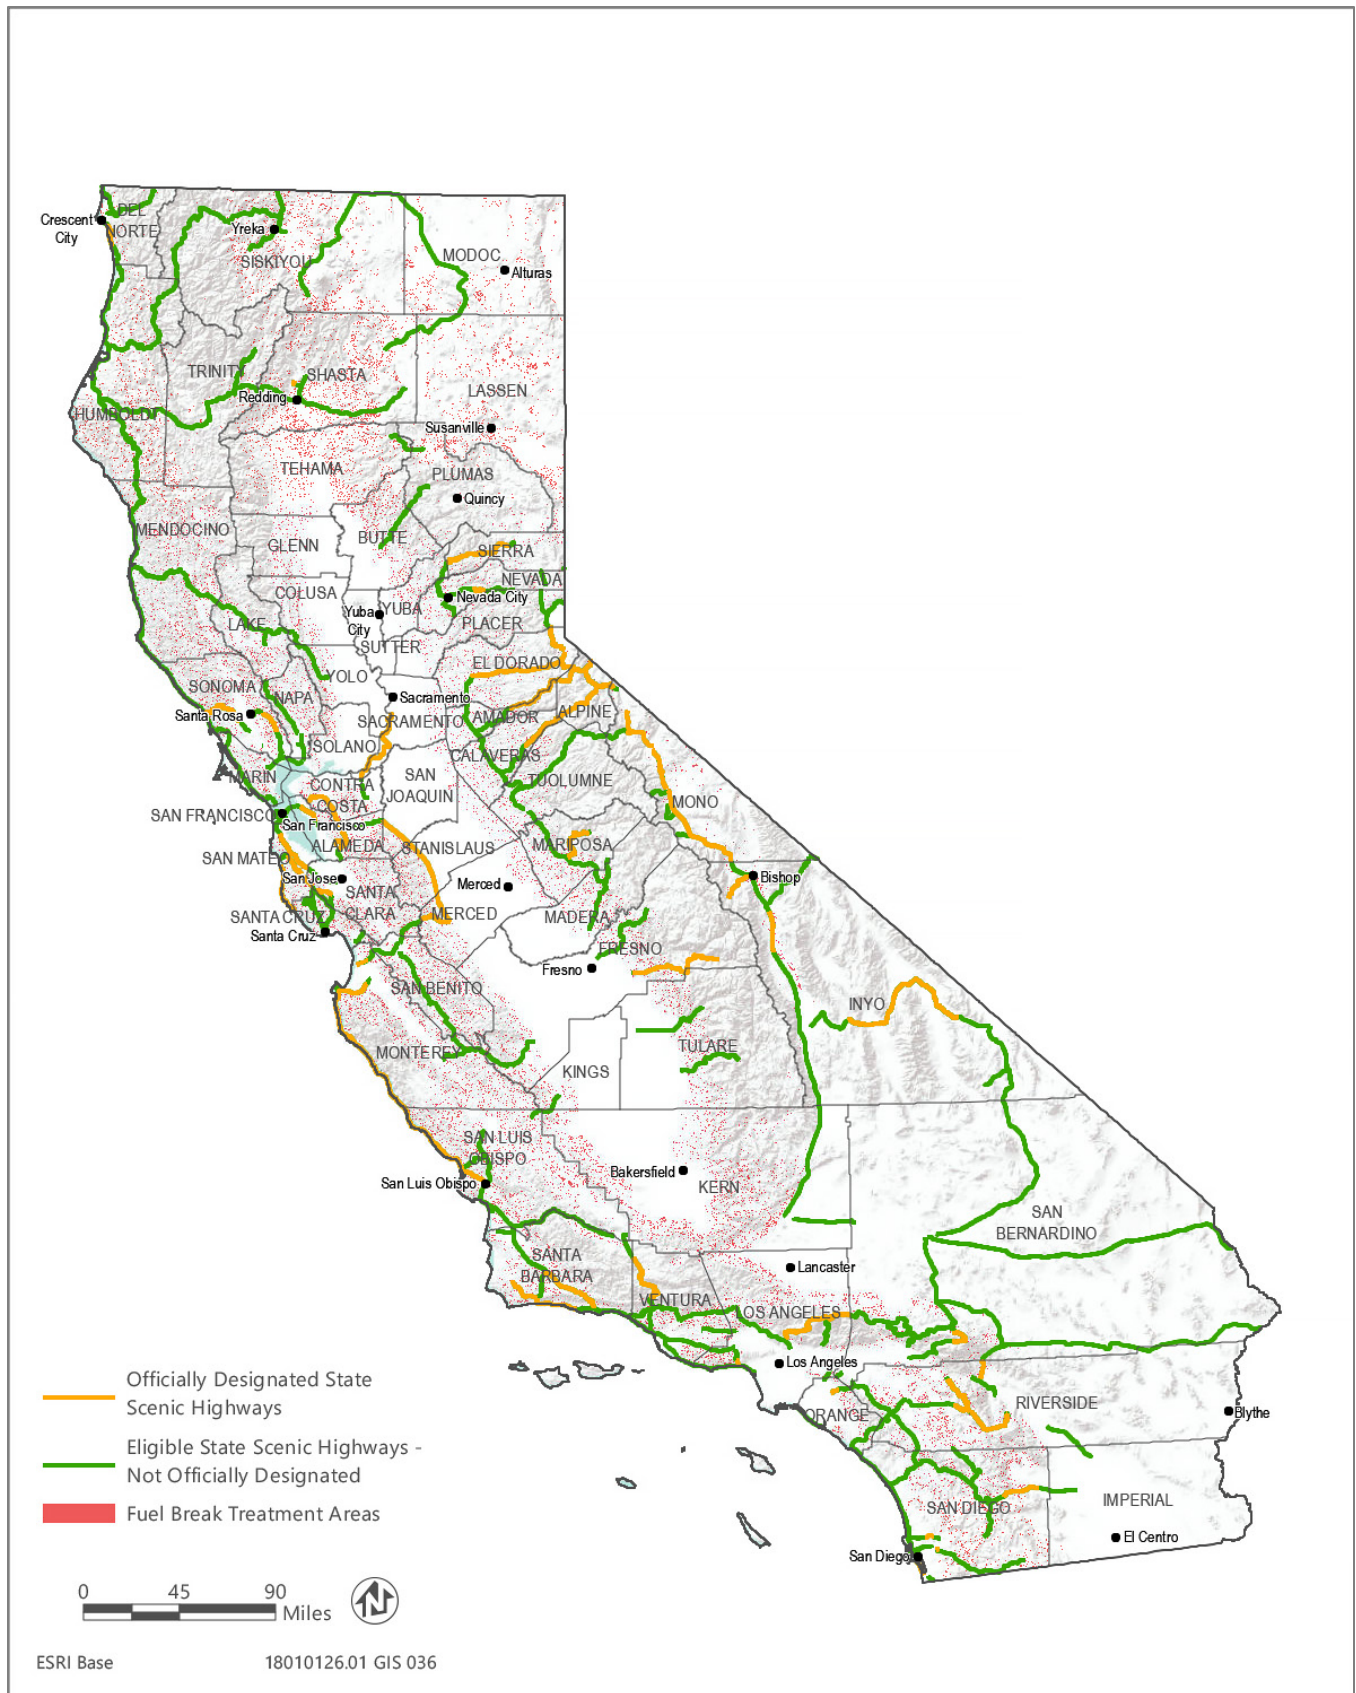 Crescent
City
DEL
NORTE
Yreka
SISKIYOU
MODOC
Alturas
TRINITY
SHASTA
Redding
LASSEN
HUMBOLDT
Susanville
TEHAMA
PLUMAS
Quincy
MENDOCINO
GLENN
BUTTE
SIERRA
NEVADA
COLUSA
Nevada City
Yuba
City
YUBA
LAKE
PLACER
SUTTER
EL DORADO
YOLO
SONOMA
NAPA
Sacramento
Santa Rosa
SACRAMENTO
AMADOR
ALPINE
SOLANO
CALAVERAS
MARIN
CONTRA
COSTA
SAN
JOAQUIN
TUOLUMNE
MONO
SAN FRANCISCO
San Francisco
ALAMEDA
STANISLAUS
MARIPOSA
SAN MATEO
San Jose
SANTA
CLARA
Merced
Bishop
SANTA CRUZ
MERCED
MADERA
Santa Cruz
FRESNO
Fresno
SAN BENITO
INYO
MONTEREY
TULARE
KINGS
SAN LUIS
OBISPO
San Luis Obispo
Bakersfield
KERN
SAN
BERNARDINO
SANTA
BARBARA
Lancaster
VENTURA
LOS ANGELES
Los Angeles
ORANGE
RIVERSIDE
Blythe
SAN DIEGO
IMPERIAL
El Centro
San Diego
Officially Designated State
Scenic Highways
Eligible State Scenic Highways -
Not Officially Designated
Fuel Break Treatment Areas
0 45 90
Miles
N
ESRI Base 18010126.01 GIS 036